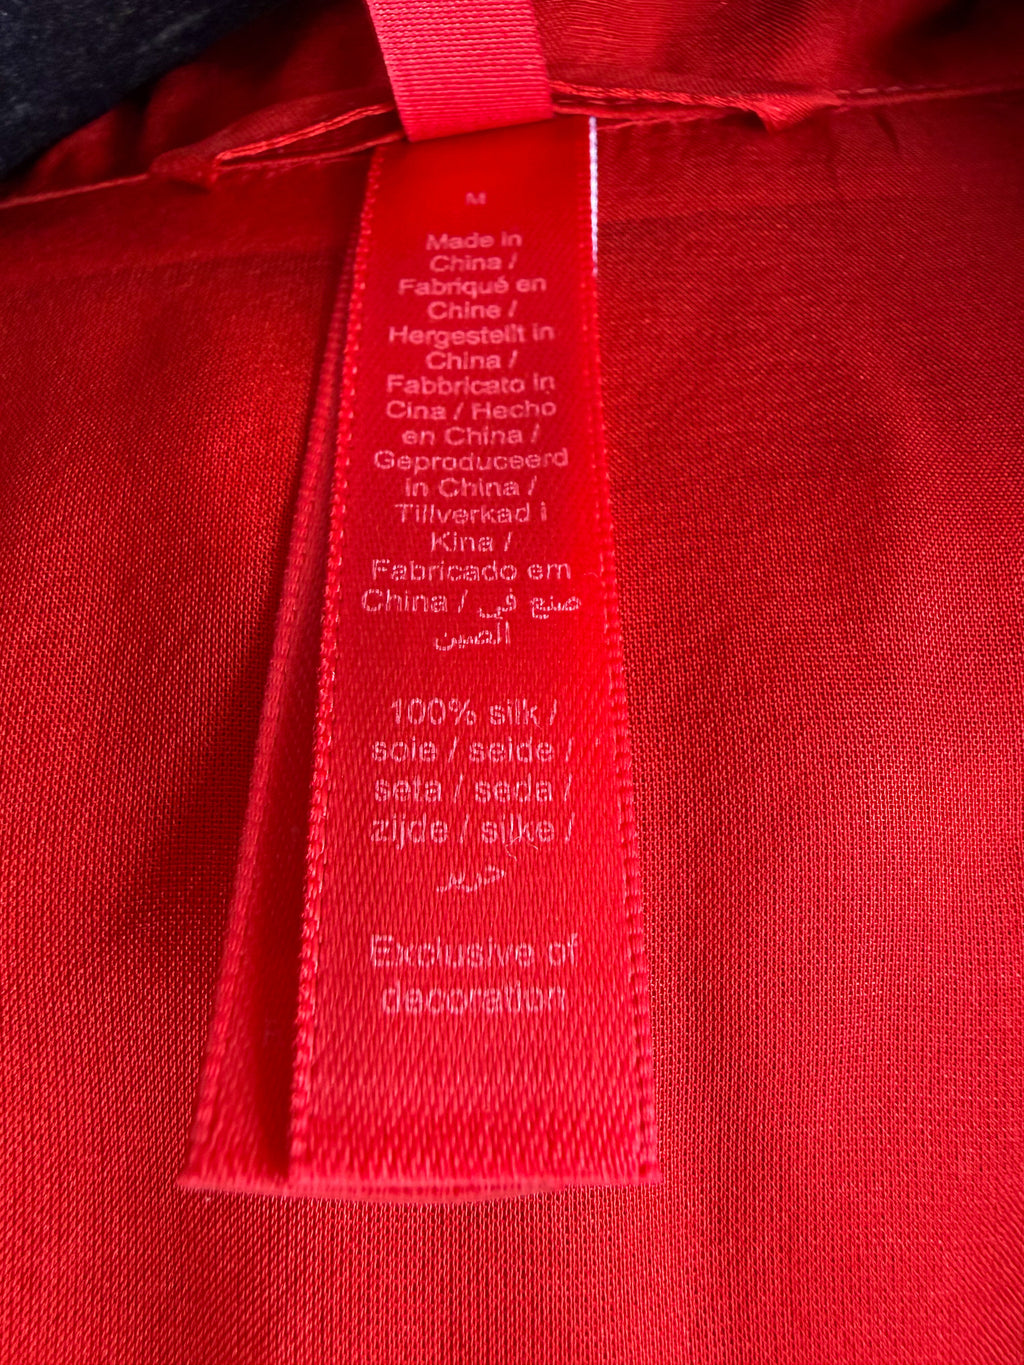 M
Made in
China /
Fabriqué en
Chine /
Hergestellt in
China /
Fabbricato in
Cina / Hecho
en China /
Geproduceerd
in China /
Tillverkad i
Kina /
Fabricado em
China / صنع في
الصين
100% silk /
soie / seide /
seta / seda /
zijde / silke /
حرير
Exclusive of
decoration